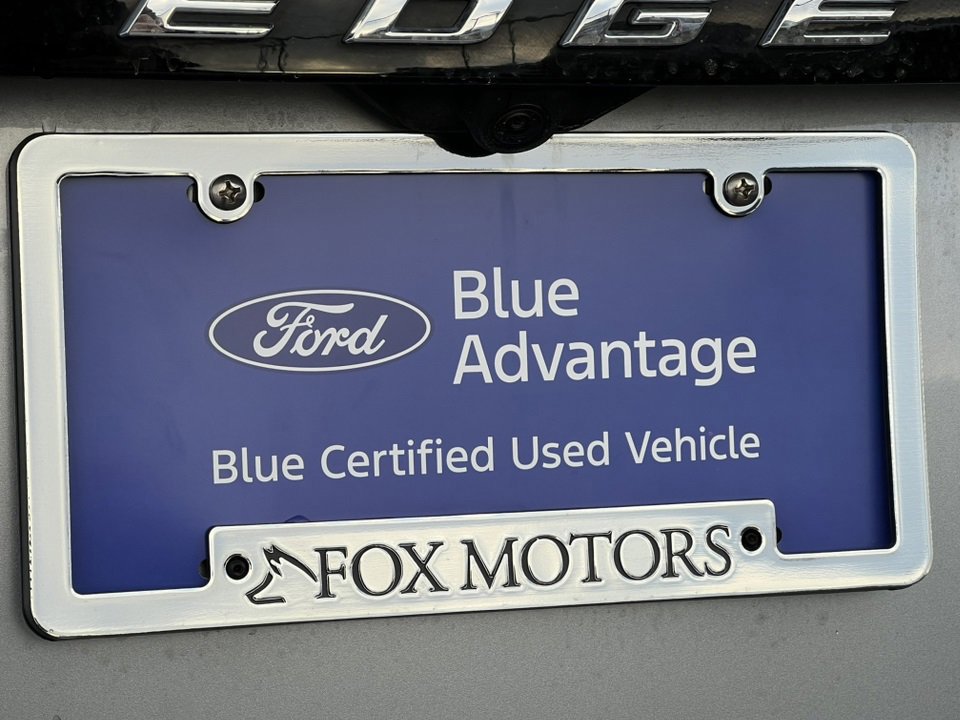 EDGE
Ford
Blue
Advantage
Blue Certified Used Vehicle
FOX MOTORS